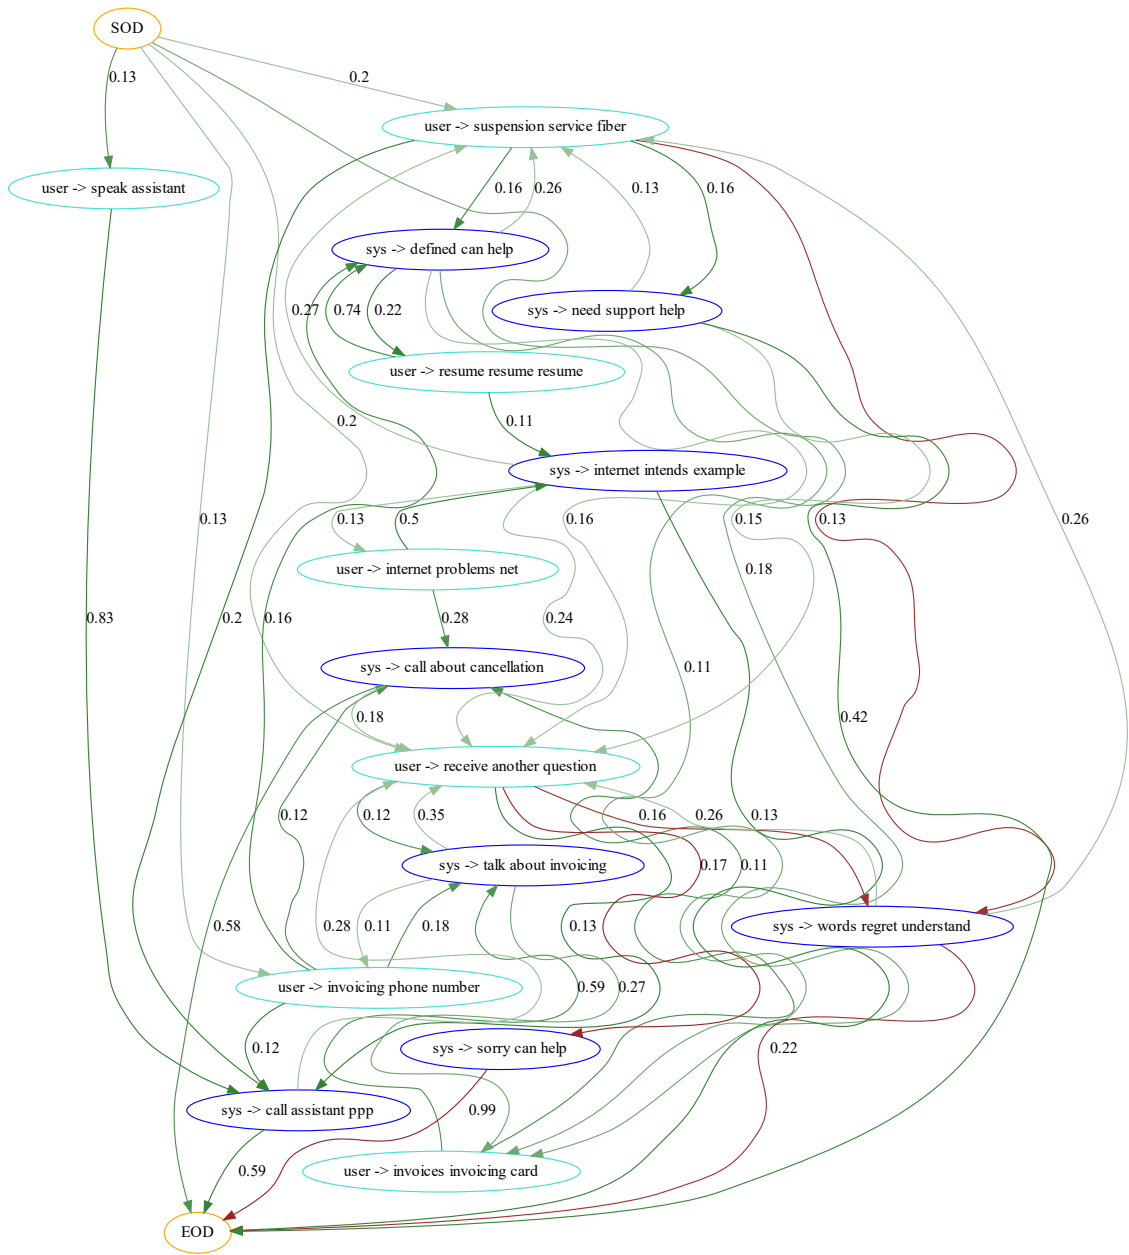 SOD
0.13
0.2
user -> suspension service fiber
user -> speak assistant
0.16
0.26
0.13
0.16
sys -> defined can help
0.27
0.74
0.22
sys -> need support help
user -> resume resume resume
0.2
0.11
sys -> internet intends example
0.13
0.13
0.5
0.16
0.15
0.13
0.26
user -> internet problems net
0.18
0.83
0.2
0.16
0.28
0.24
sys -> call about cancellation
0.11
0.18
0.42
user -> receive another question
0.12
0.12
0.35
0.16
0.26
0.13
sys -> talk about invoicing
0.17
0.11
0.58
0.28
0.11
0.18
0.13
sys -> words regret understand
user -> invoicing phone number
0.59
0.27
0.12
sys -> sorry can help
0.22
sys -> call assistant ppp
0.99
0.59
user -> invoices invoicing card
EOD